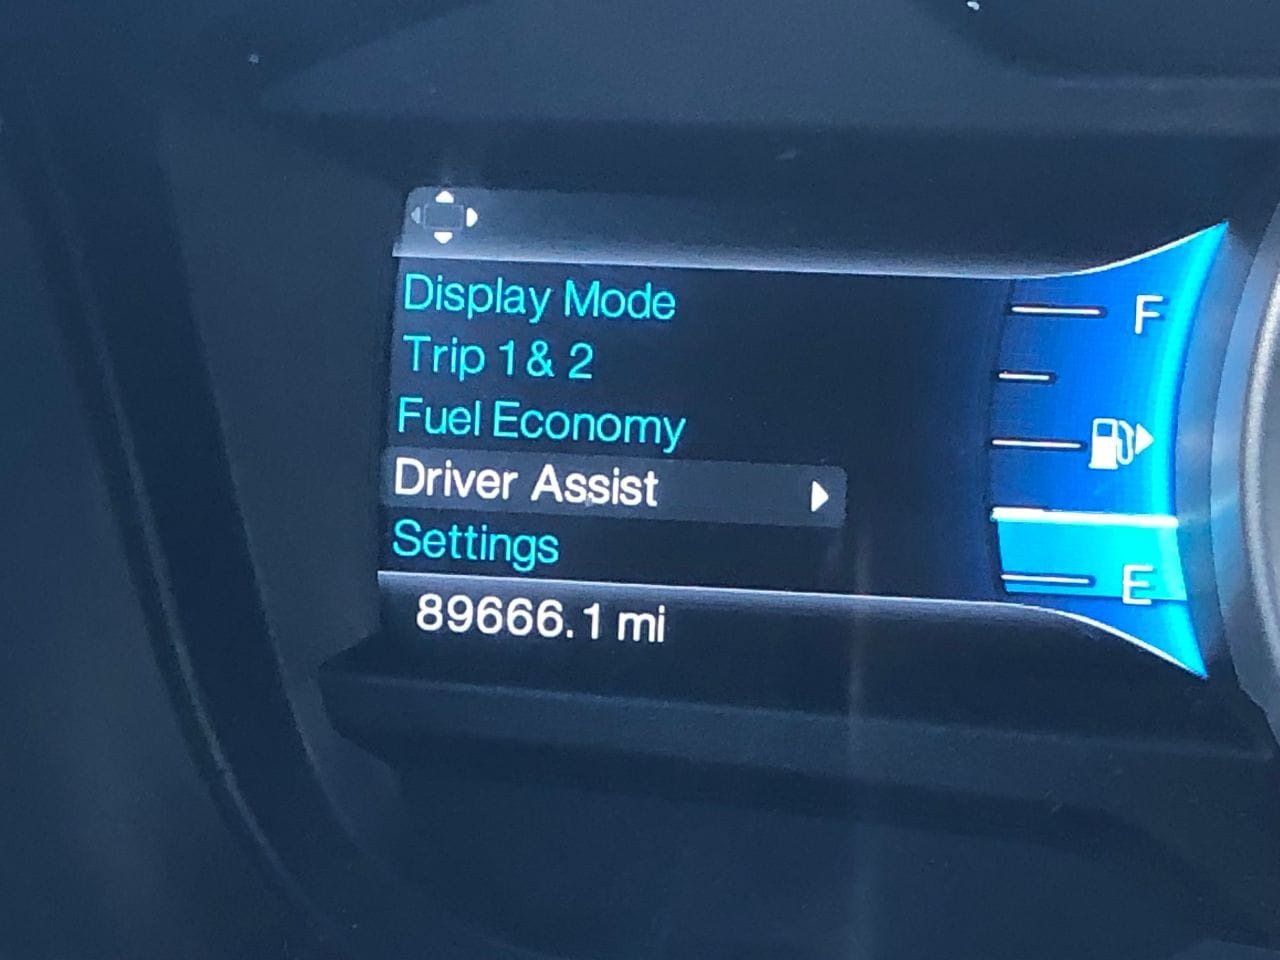 Display Mode
Trip 1 & 2
Fuel Economy
Driver Assist
Settings
89666.1 mi
F
E